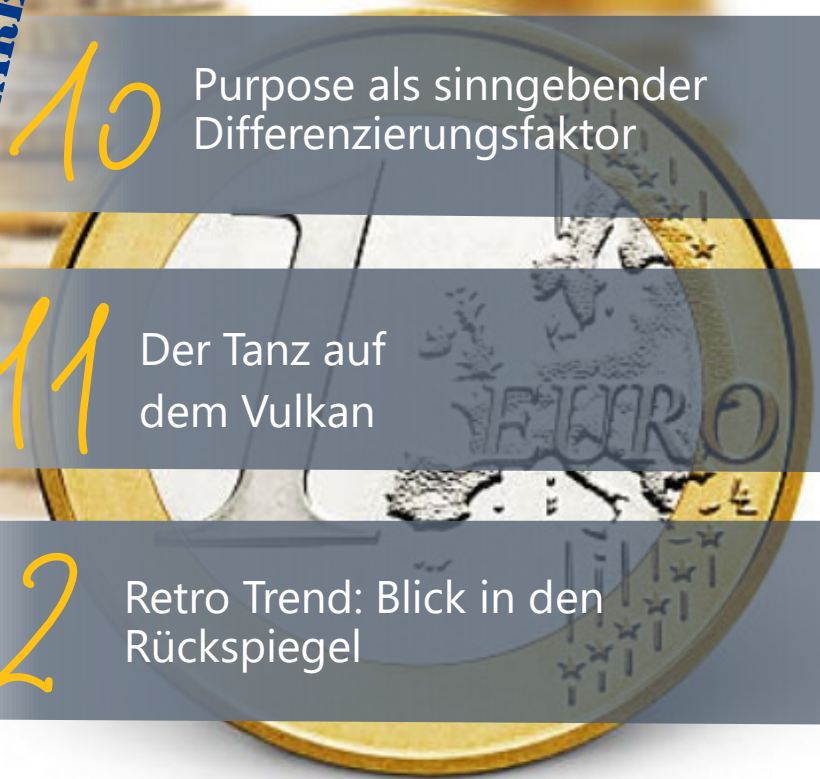 10
Purpose als sinngebender
Differenzierungsfaktor
11
Der Tanz auf
dem Vulkan
2
Retro Trend: Blick in den
Rückspiegel
1
EURO